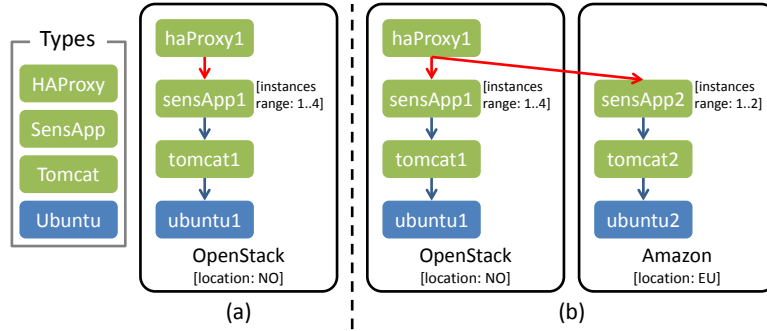 Types
HAProxy
SensApp
Tomcat
Ubuntu
haProxy1
sensApp1
[instances
range: 1..4]
tomcat1
ubuntu1
OpenStack
[location: NO]
(a)
haProxy1
sensApp1
[instances
range: 1..4]
tomcat1
ubuntu1
OpenStack
[location: NO]
sensApp2
[instances
range: 1..2]
tomcat2
ubuntu2
Amazon
[location: EU]
(b)